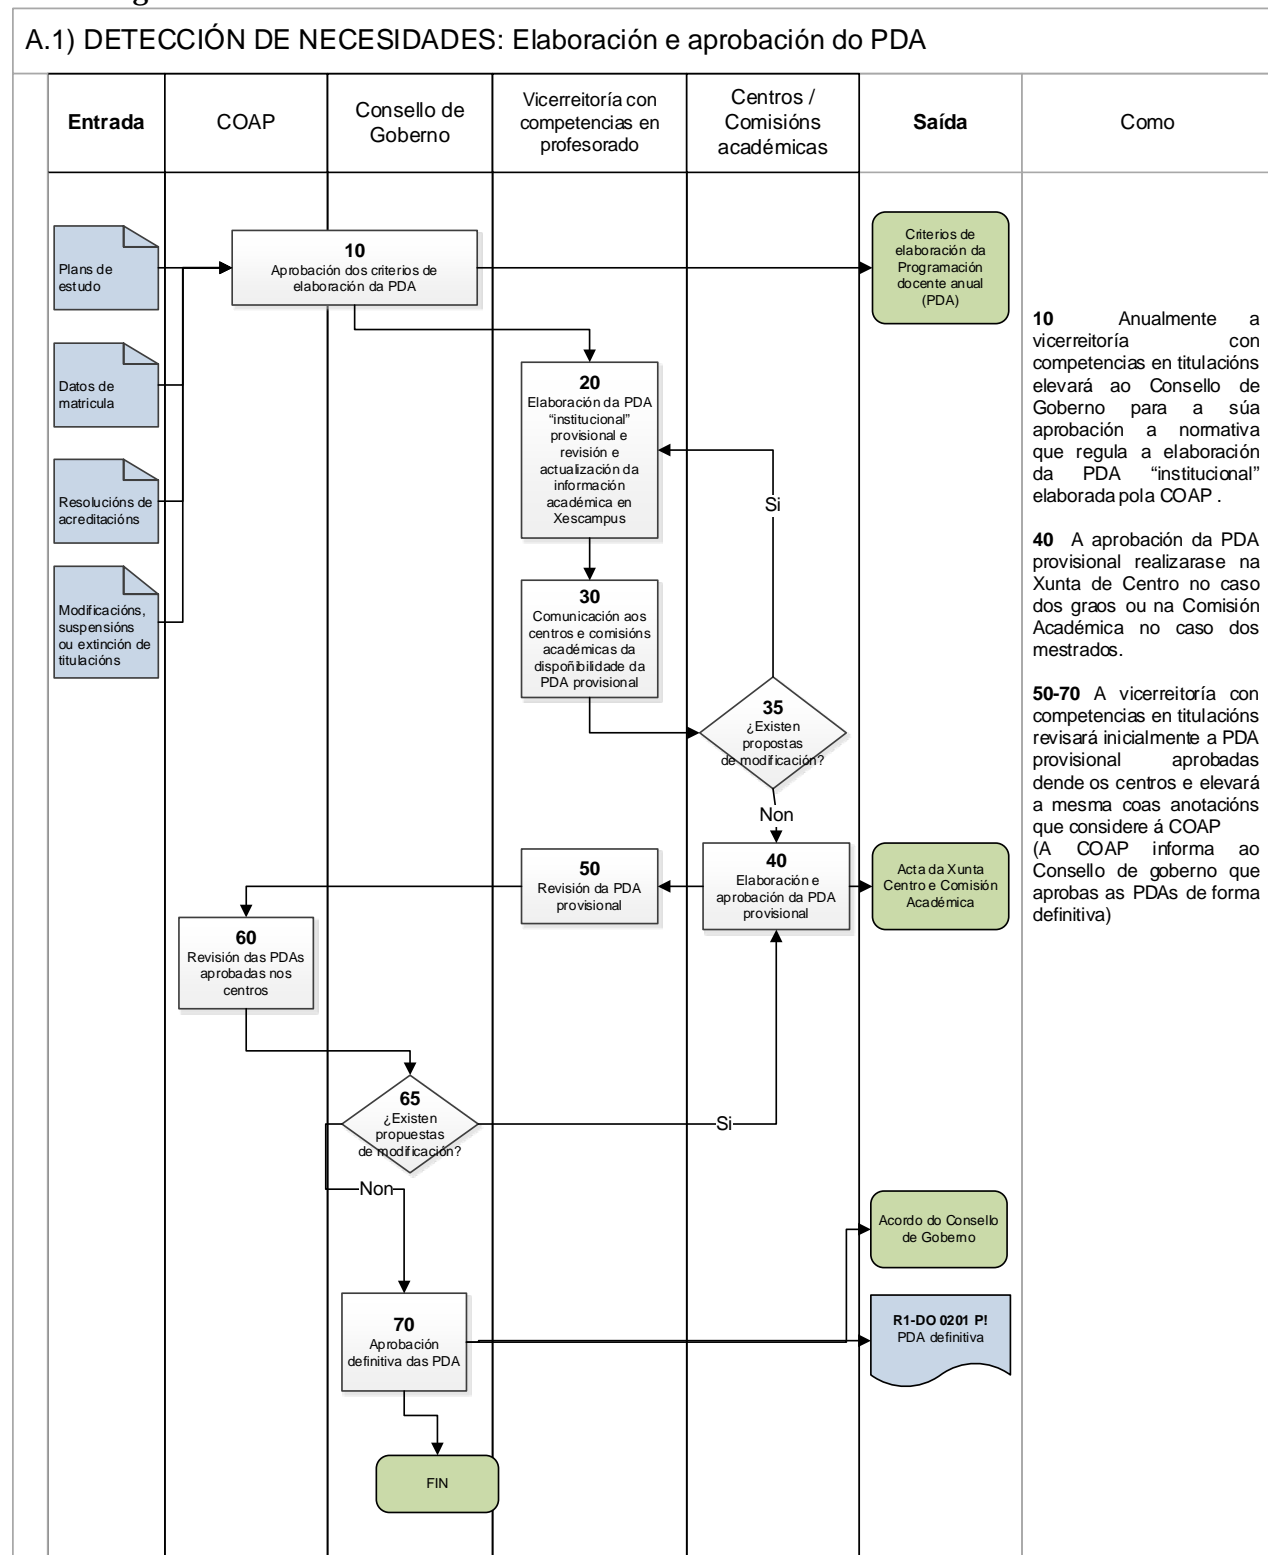 A.1) DETECCIÓN DE NECESIDADES: Elaboración e aprobación do PDA
Entrada
COAP
Consello de
Goberno
Vicerreitoría con
competencias en
profesorado
Centros /
Comisións
académicas
Saída
Como
Plans de
estudo
Datos de
matricula
Resolucións de
acreditacións
Modificacións,
suspensións
ou extinción de
titulacións
10
Aprobación dos criterios de
elaboración da PDA
Criterios de
elaboración da
Programación
docente anual
(PDA)
20
Elaboración da PDA
“institucional”
provisional e
revisión e
actualización da
información
académica en
Xescampus
Si
30
Comunicación aos
centros e comisións
académicas da
dispoñibilidade da
PDA provisional
35
¿Existen
propostas
de modificación?
Non
40
Elaboración e
aprobación da PDA
provisional
Acta da Xunta
Centro e Comisión
Académica
50
Revisión da PDA
provisional
60
Revisión das PDAs
aprobadas nos
centros
65
¿Existen
propuestas
de modificación?
Si
Non
Acordo do Consello
de Goberno
70
Aprobación
definitiva das PDA
R1-DO 0201 P!
PDA definitiva
FIN
10 Anualmente a
vicerreitoría con
competencias en titulacións
elevará ao Consello de
Goberno para a súa
aprobación a normativa
que regula a elaboración
da PDA “institucional”
elaborada pola COAP .
40 A aprobación da PDA
provisional realizarase na
Xunta de Centro no caso
dos graos ou na Comisión
Académica no caso dos
mestrados.
50-70 A vicerreitoría con
competencias en titulacións
revisará inicialmente a PDA
provisional aprobadas
dende os centros e elevará
a mesma coas anotacións
que considere á COAP
(A COAP informa ao
Consello de goberno que
aprobas as PDAs de forma
definitiva)